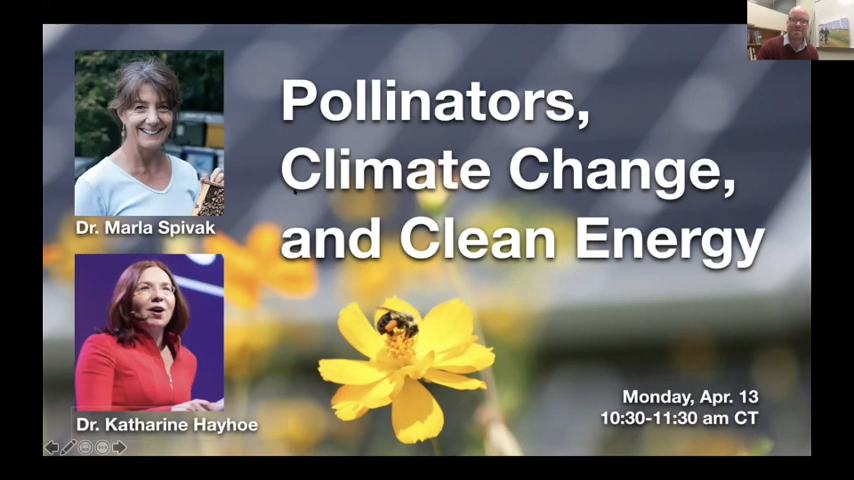 Pollinators,
Climate Change,
and Clean Energy
Dr. Marla Spivak
Dr. Katharine Hayhoe
Monday, Apr. 13
10:30-11:30 am CT